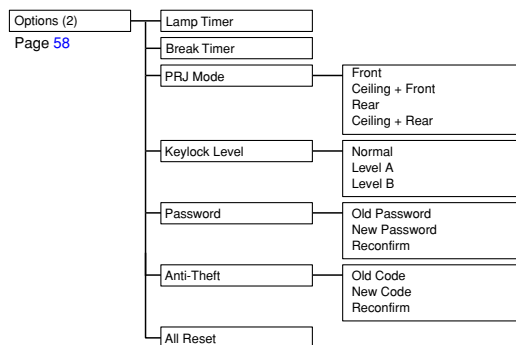 Options (2)
Page 58
Lamp Timer
Break Timer
PRJ Mode
Front
Ceiling + Front
Rear
Ceiling + Rear
Keylock Level
Normal
Level A
Level B
Password
Old Password
New Password
Reconfirm
Anti-Theft
Old Code
New Code
Reconfirm
All Reset